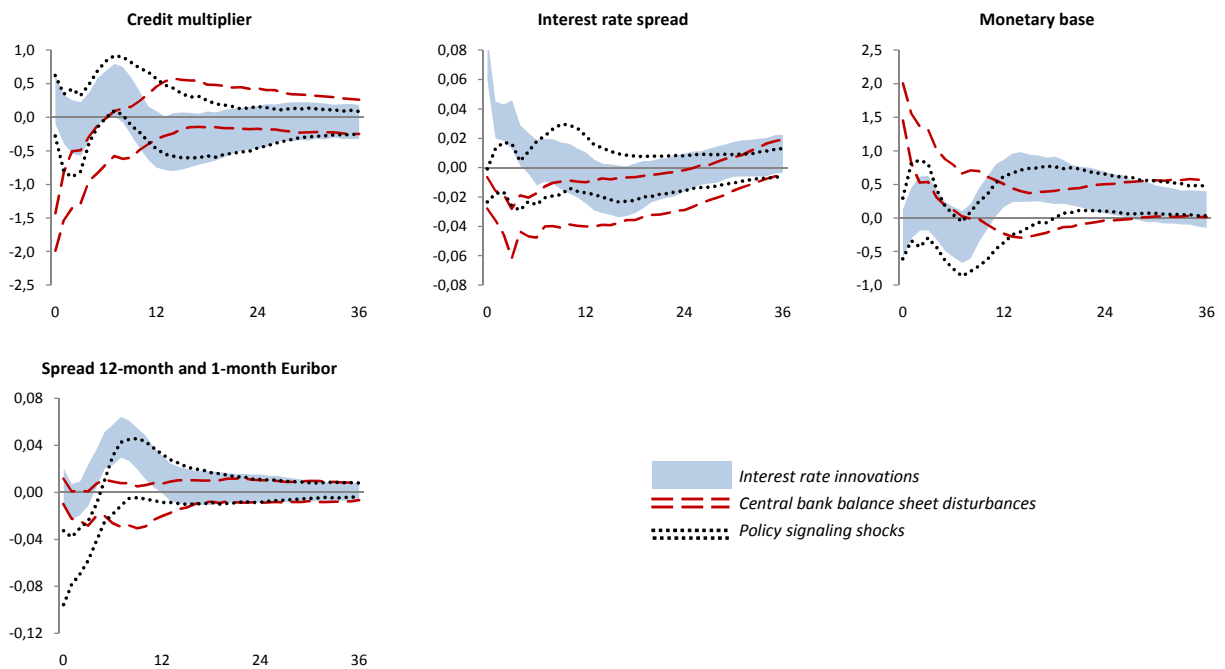 Credit multiplier
1,0
0,5
0,0
-0,5
-1,0
-1,5
-2,0
-2,5
0 12 24 36
Interest rate spread
0,08
0,06
0,04
0,02
0,00
-0,02
-0,04
-0,06
-0,08
0 12 24 36
Monetary base
2,5
2,0
1,5
1,0
0,5
0,0
-0,5
-1,0
0 12 24 36
Spread 12-month and 1-month Euribor
0,08
0,04
0,00
-0,04
-0,08
-0,12
0 12 24 36
Interest rate innovations
Central bank balance sheet disturbances
Policy signaling shocks